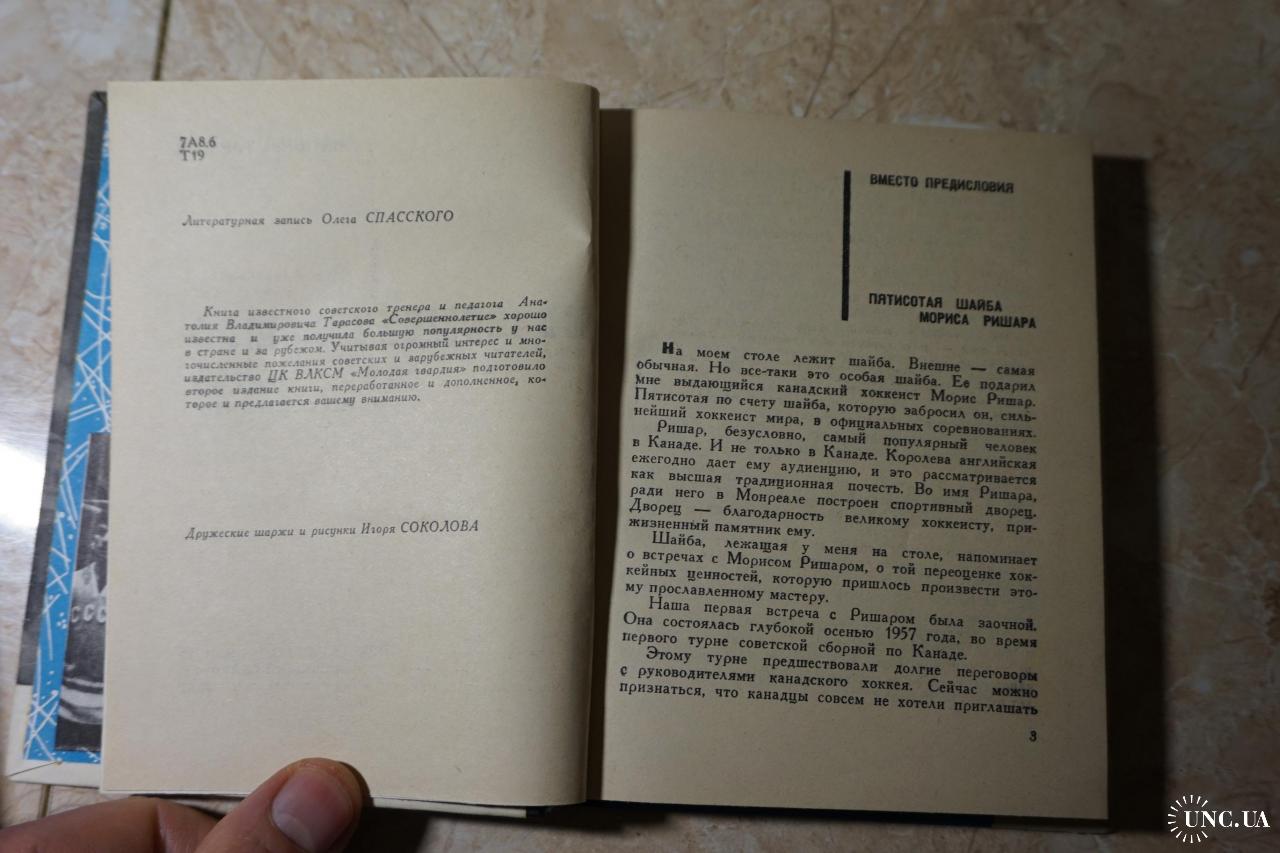 7А8.6
Т19
Литературная запись Олега СПАССКОГО
Книга известного советского тренера и педагога Ана-
толия Владимировича Тарасова «Совершеннолетие» хорошо
известна и уже получила большую популярность у нас
в стране и за рубежом. Учитывая огромный интерес и мно-
гочисленные пожелания советских и зарубежных читателей,
издательство ЦК ВЛКСМ «Молодая гвардия» подготовило
второе издание книги, переработанное и дополненное, ко-
торое и предлагается вашему вниманию.
Дружеские шаржи и рисунки Игоря СОКОЛОВА
СССР
ВМЕСТО ПРЕДИСЛОВИЯ
ПЯТИСОТАЯ ШАЙБА
МОРИСА РИШАРА
На моем столе лежит шайба. Внешне — самая
обычная. Но все-таки это особая шайба. Ее подарил
мне выдающийся канадский хоккеист Морис Ришар.
Пятисотая по счету шайба, которую забросил он, силь-
нейший хоккеист мира, в официальных соревнованиях.
Ришар, безусловно, самый популярный человек
в Канаде. И не только в Канаде. Королева английская
ежегодно дает ему аудиенцию, и это рассматривается
как высшая традиционная почесть. Во имя Ришара,
ради него в Монреале построен спортивный дворец.
Дворец — благодарность великому хоккеисту, при-
жизненный памятник ему.
Шайба, лежащая у меня на столе, напоминает
о встречах с Морисом Ришаром, о той переоценке хок-
кейных ценностей, которую пришлось произвести это-
му прославленному мастеру.
Наша первая встреча с Ришаром была заочной.
Она состоялась глубокой осенью 1957 года, во время
первого турне советской сборной по Канаде.
Этому турне предшествовали долгие переговоры
с руководителями канадского хоккея. Сейчас можно
признаться, что канадцы совсем не хотели приглашать
3
UNC.UA